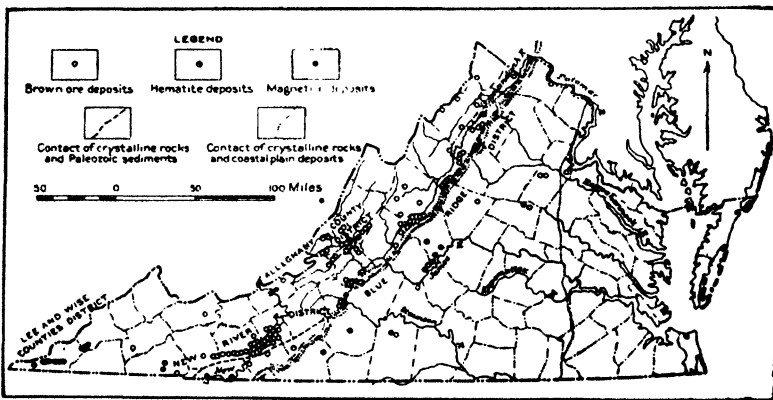 LEGEND
Brown ore deposits
Hematite deposits
Contact of crystalline rocks
and Paleozoic sediments
Contact of crystalline rocks
and coastal plain deposits
50 0 50 100 Miles
N
ALLEGHANY COUNTY
DISTRICT
BLUE RIDGE DISTRICT
LEE AND WISE
COUNTIES DISTRICT
NEW RIVER DISTRICT